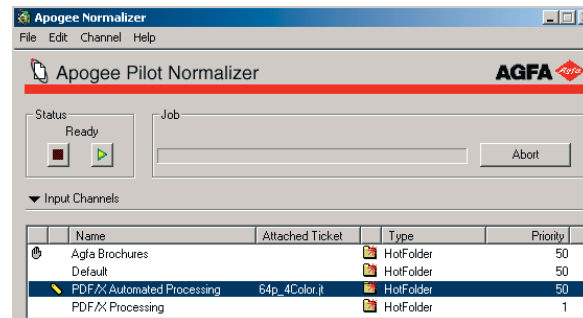 Apogee Normalizer
File Edit Channel Help
Apogee Pilot Normalizer AGFA Agfa
Status Job
Ready
Abort
Input Channels
Name Attached Ticket Type Priority
Agfa Brochures HotFolder 50
Default HotFolder 50
PDF/X Automated Processing 64p_4Color.jt HotFolder 50
PDF/X Processing HotFolder 1